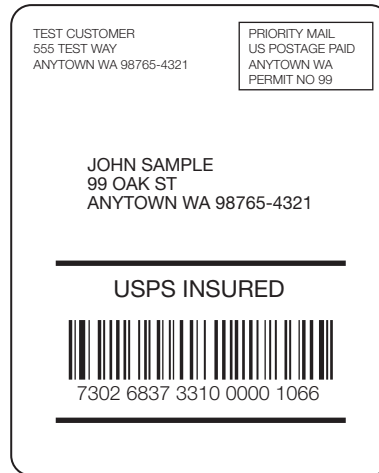 TEST CUSTOMER
555 TEST WAY
ANYTOWN WA 98765-4321
PRIORITY MAIL
US POSTAGE PAID
ANYTOWN WA
PERMIT NO 99
JOHN SAMPLE
99 OAK ST
ANYTOWN WA 98765-4321
USPS INSURED
7302 6837 3310 0000 1066